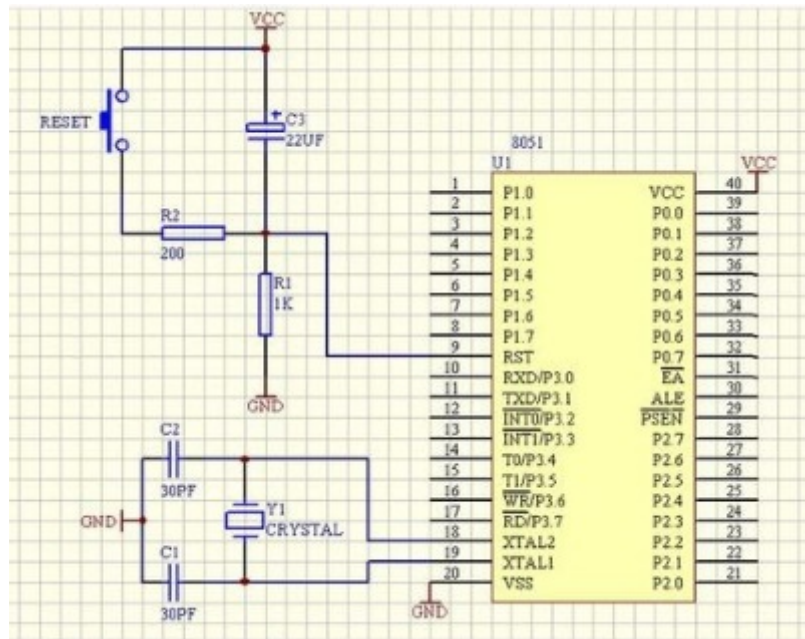 VCC
RESET
C3
22UF
R2
200
R1
1K
GND
8051
U1
VCC
1 P1.0 VCC 40
2 P1.1 P0.0 39
3 P1.2 P0.1 38
4 P1.3 P0.2 37
5 P1.4 P0.3 36
6 P1.5 P0.4 35
7 P1.6 P0.5 34
8 P1.7 P0.6 33
9 RST P0.7 32
10 RXD/P3.0 EA 31
11 TXD/P3.1 ALE 30
12 INT0/P3.2 PSEN 29
13 INT1/P3.3 P2.7 28
14 T0/P3.4 P2.6 27
15 T1/P3.5 P2.5 26
16 WR/P3.6 P2.4 25
17 RD/P3.7 P2.3 24
18 XTAL2 P2.2 23
19 XTAL1 P2.1 22
20 VSS P2.0 21
GND
C2
30PF
GND
Y1
CRYSTAL
C1
30PF